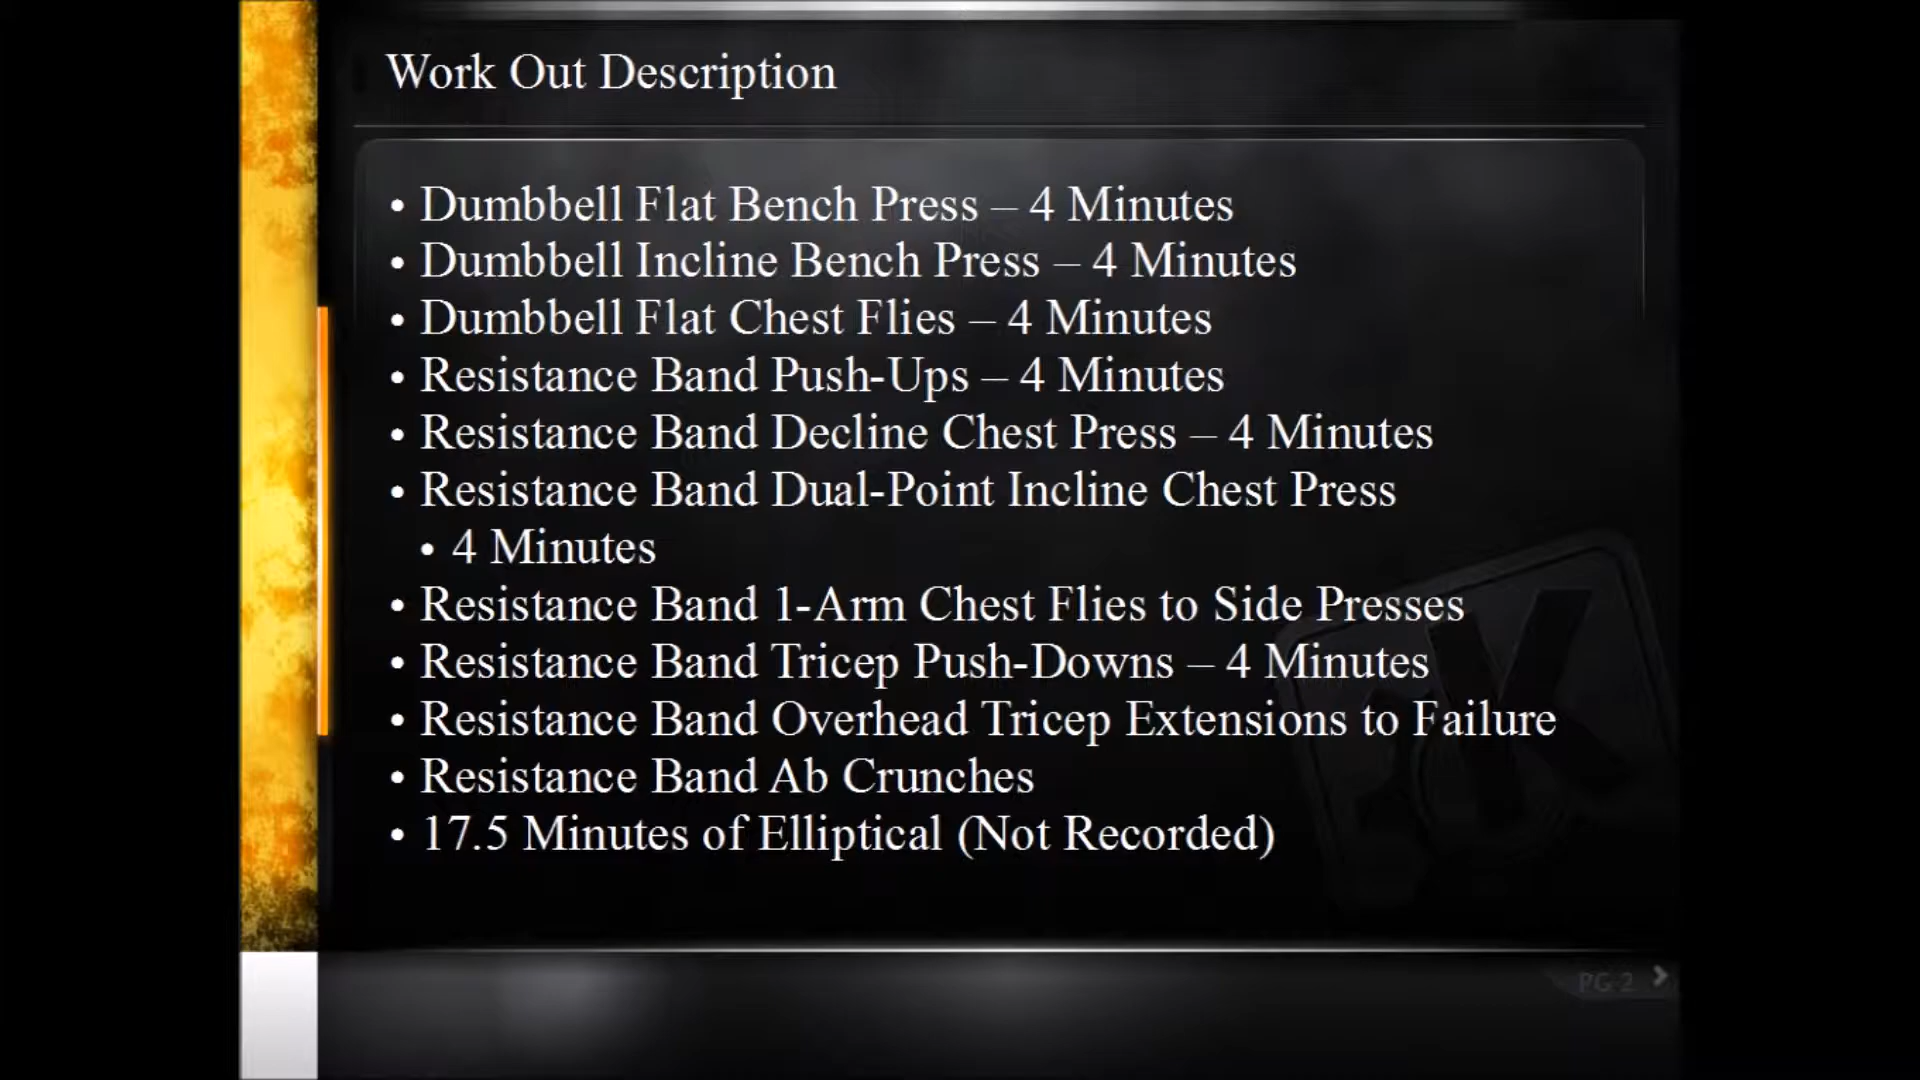 Work Out Description
• Dumbbell Flat Bench Press – 4 Minutes
• Dumbbell Incline Bench Press – 4 Minutes
• Dumbbell Flat Chest Flies – 4 Minutes
• Resistance Band Push-Ups – 4 Minutes
• Resistance Band Decline Chest Press – 4 Minutes
• Resistance Band Dual-Point Incline Chest Press
• 4 Minutes
• Resistance Band 1-Arm Chest Flies to Side Presses
• Resistance Band Tricep Push-Downs – 4 Minutes
• Resistance Band Overhead Tricep Extensions to Failure
• Resistance Band Ab Crunches
• 17.5 Minutes of Elliptical (Not Recorded)
PG 2